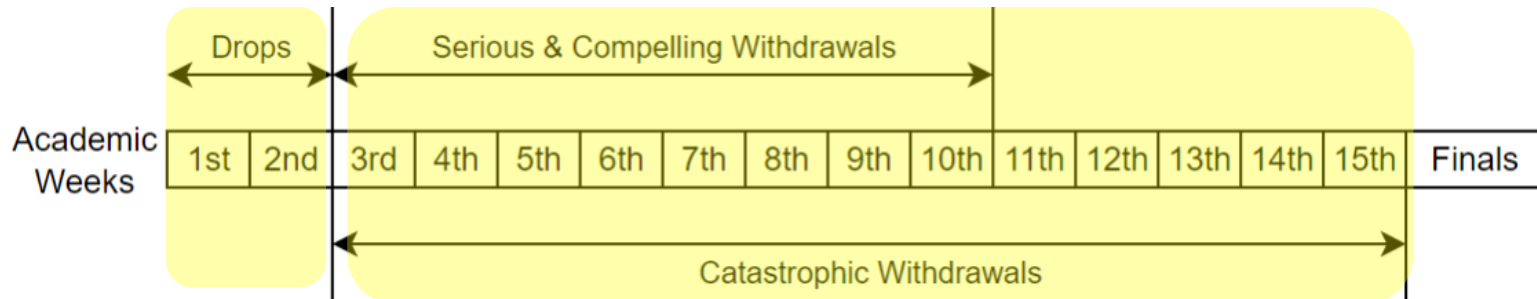 Drops
Serious & Compelling Withdrawals
Academic
Weeks
1st 2nd 3rd 4th 5th 6th 7th 8th 9th 10th 11th 12th 13th 14th 15th Finals
Catastrophic Withdrawals